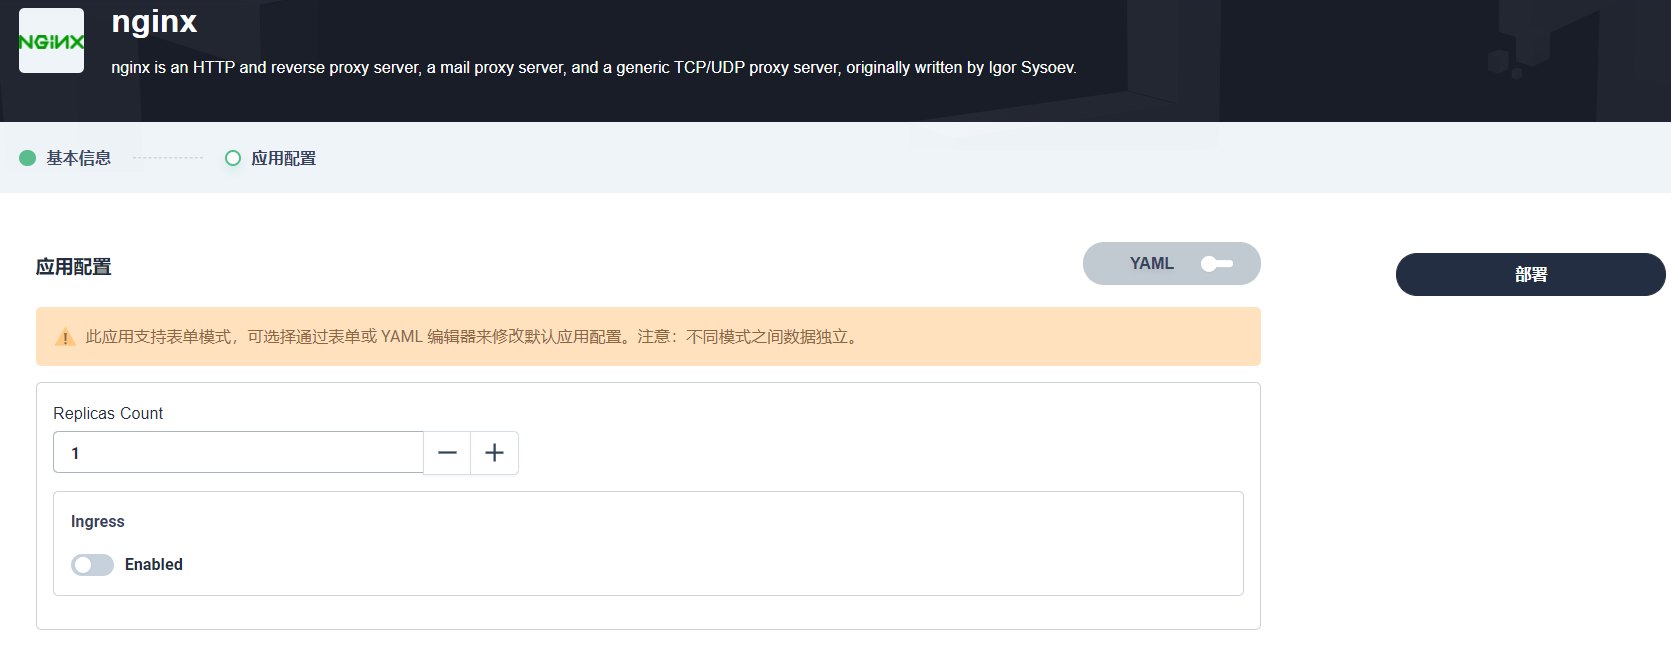 nginx
NGINX
nginx is an HTTP and reverse proxy server, a mail proxy server, and a generic TCP/UDP proxy server, originally written by Igor Sysoev.
基本信息
应用配置
应用配置
YAML
部署
此应用支持表单模式，可选择通过表单或 YAML 编辑器来修改默认应用配置。注意：不同模式之间数据独立。
Replicas Count
1
Ingress
Enabled